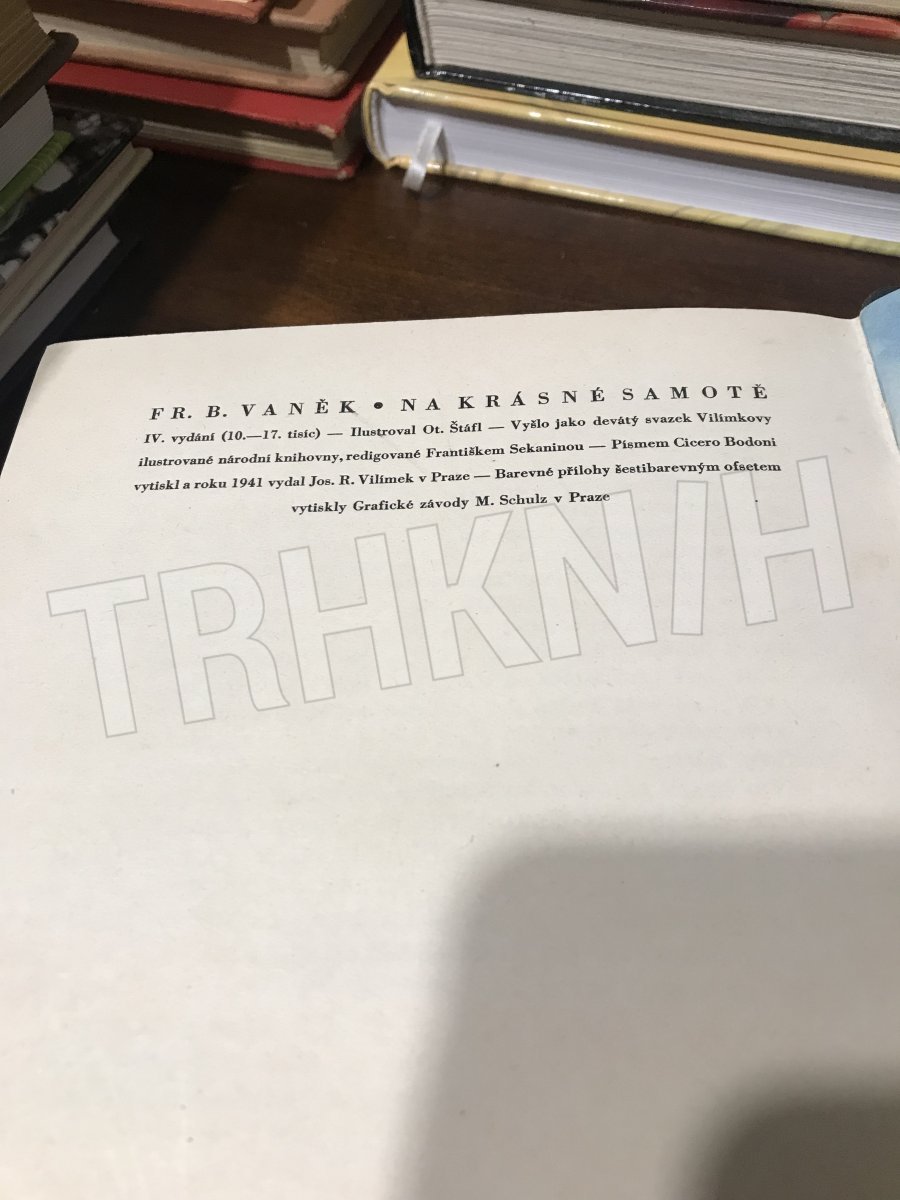 FR. B. VANĚK • NA KRÁSNÉ SAMOTĚ
IV. vydání (10.—17. tisíc) — Ilustroval Ot. Štáfl — Vyšlo jako devátý svazek Vilímkovy
ilustrované národní knihovny, redigované Františkem Sekaninou — Písmem Cicero Bodoni
vytiskl a roku 1941 vydal Jos. R. Vilímek v Praze — Barevné přílohy šestibarevným ofsetem
vytiskly Grafické závody M. Schulz v Praze
TRHKNIH